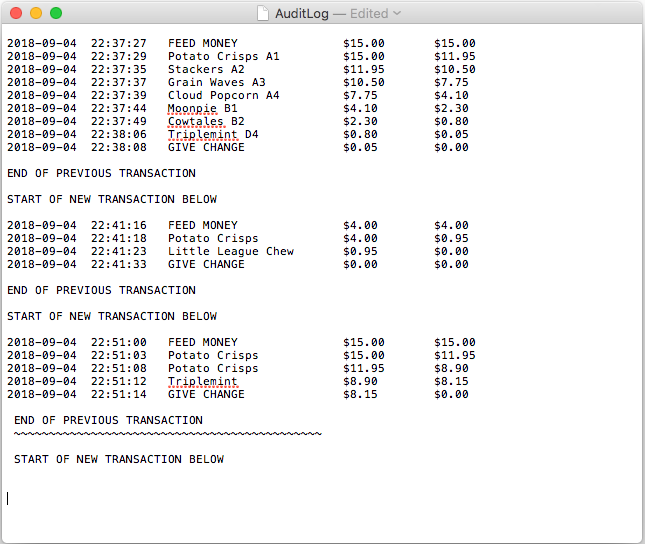 AuditLog — Edited
2018-09-04 22:37:27 FEED MONEY $15.00 $15.00
2018-09-04 22:37:29 Potato Crisps A1 $15.00 $11.95
2018-09-04 22:37:35 Stackers A2 $11.95 $10.50
2018-09-04 22:37:37 Grain Waves A3 $10.50 $7.75
2018-09-04 22:37:39 Cloud Popcorn A4 $7.75 $4.10
2018-09-04 22:37:44 Moonpie B1 $4.10 $2.30
2018-09-04 22:37:49 Cowtales B2 $2.30 $0.80
2018-09-04 22:38:06 Triplemint D4 $0.80 $0.05
2018-09-04 22:38:08 GIVE CHANGE $0.05 $0.00
END OF PREVIOUS TRANSACTION
START OF NEW TRANSACTION BELOW
2018-09-04 22:41:16 FEED MONEY $4.00 $4.00
2018-09-04 22:41:18 Potato Crisps $4.00 $0.95
2018-09-04 22:41:23 Little League Chew $0.95 $0.00
2018-09-04 22:41:33 GIVE CHANGE $0.00 $0.00
END OF PREVIOUS TRANSACTION
START OF NEW TRANSACTION BELOW
2018-09-04 22:51:00 FEED MONEY $15.00 $15.00
2018-09-04 22:51:03 Potato Crisps $15.00 $11.95
2018-09-04 22:51:08 Potato Crisps $11.95 $8.90
2018-09-04 22:51:12 Triplemint $8.90 $8.15
2018-09-04 22:51:14 GIVE CHANGE $8.15 $0.00
END OF PREVIOUS TRANSACTION
~~~~~~~~~~~~~~~~~~~~~~~~~~~~~~~~~~~~~~~~~~~~
START OF NEW TRANSACTION BELOW